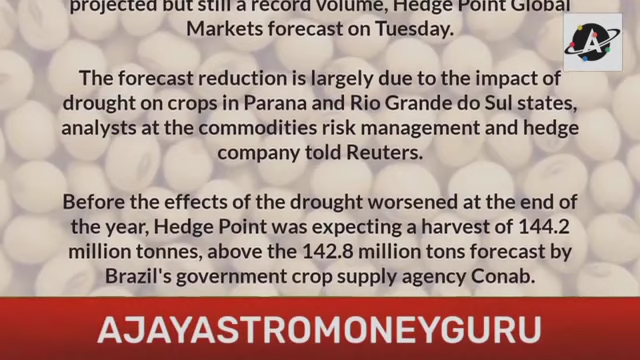 projected but still a record volume, Hedge Point Global
Markets forecast on Tuesday.
The forecast reduction is largely due to the impact of
drought on crops in Parana and Rio Grande do Sul states,
analysts at the commodities risk management and hedge
company told Reuters.
Before the effects of the drought worsened at the end of
the year, Hedge Point was expecting a harvest of 144.2
million tonnes, above the 142.8 million tons forecast by
Brazil's government crop supply agency Conab.
AJAYASTROMONEYGURU
A